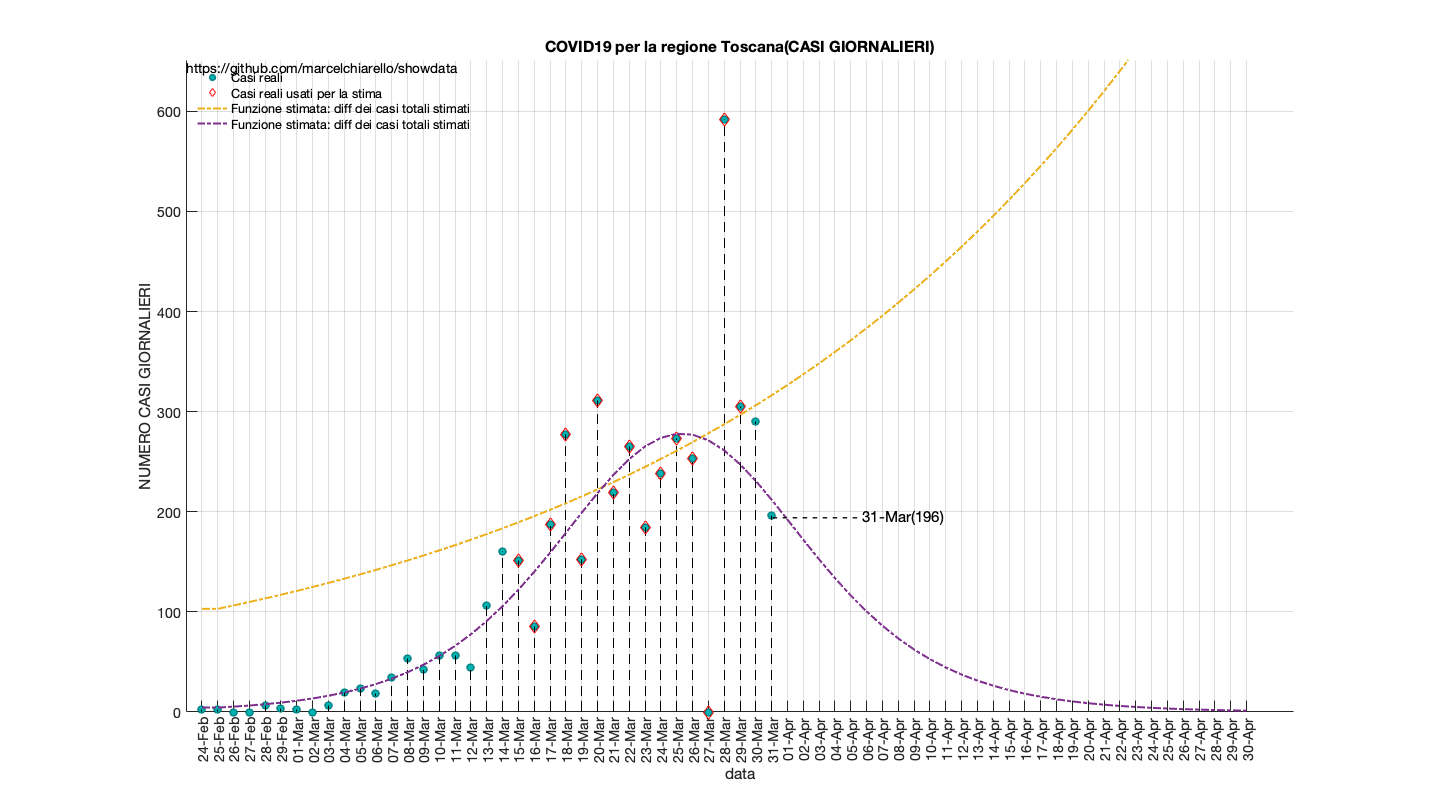 COVID19 per la regione Toscana(CASI GIORNALIERI)
https://github.com/marcelchiarello/showdata
Casi reali
Casi reali usati per la stima
Funzione stimata: diff dei casi totali stimati
Funzione stimata: diff dei casi totali stimati
600
500
400
300
200
100
0
NUMERO CASI GIORNALIERI
31-Mar(196)
24-Feb
25-Feb
26-Feb
27-Feb
28-Feb
29-Feb
01-Mar
02-Mar
03-Mar
04-Mar
05-Mar
06-Mar
07-Mar
08-Mar
09-Mar
10-Mar
11-Mar
12-Mar
13-Mar
14-Mar
15-Mar
16-Mar
17-Mar
18-Mar
19-Mar
20-Mar
21-Mar
22-Mar
23-Mar
24-Mar
25-Mar
26-Mar
27-Mar
28-Mar
29-Mar
30-Mar
31-Mar
01-Apr
02-Apr
03-Apr
04-Apr
05-Apr
06-Apr
07-Apr
08-Apr
09-Apr
10-Apr
11-Apr
12-Apr
13-Apr
14-Apr
15-Apr
16-Apr
17-Apr
18-Apr
19-Apr
20-Apr
21-Apr
22-Apr
23-Apr
24-Apr
25-Apr
26-Apr
27-Apr
28-Apr
29-Apr
30-Apr
data